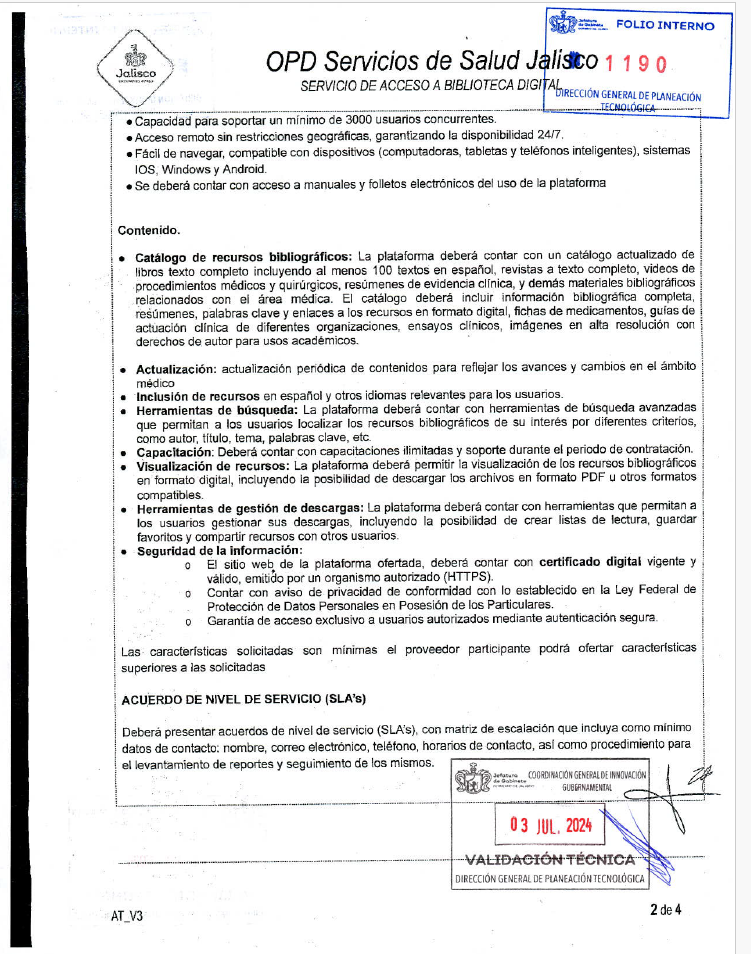 Jefatura
de Gabinete
FOLIO INTERNO
Jalisco
OPD Servicios de Salud Jalisco
1190
SERVICIO DE ACCESO A BIBLIOTECA DIGITAL
DIRECCIÓN GENERAL DE PLANEACIÓN
TECNOLÓGICA
● Capacidad para soportar un mínimo de 3000 usuarios concurrentes.
● Acceso remoto sin restricciones geográficas, garantizando la disponibilidad 24/7.
● Fácil de navegar, compatible con dispositivos (computadoras, tabletas y teléfonos inteligentes), sistemas
IOS, Windows y Android.
● Se deberá contar con acceso a manuales y folletos electrónicos del uso de la plataforma
Contenido.
● Catálogo de recursos bibliográficos: La plataforma deberá contar con un catálogo actualizado de
libros texto completo incluyendo al menos 100 textos en español, revistas a texto completo, videos de
procedimientos médicos y quirúrgicos, resúmenes de evidencia clínica, y demás materiales bibliográficos
relacionados con el área médica. El catálogo deberá incluir información bibliográfica completa,
resúmenes, palabras clave y enlaces a los recursos en formato digital, fichas de medicamentos, guías de
actuación clínica de diferentes organizaciones, ensayos clínicos, imágenes en alta resolución con
derechos de autor para usos académicos.
● Actualización: actualización periódica de contenidos para reflejar los avances y cambios en el ámbito
médico
● Inclusión de recursos en español y otros idiomas relevantes para los usuarios.
● Herramientas de búsqueda: La plataforma deberá contar con herramientas de búsqueda avanzadas
que permitan a los usuarios localizar los recursos bibliográficos de su interés por diferentes criterios,
como autor, título, tema, palabras clave, etc.
● Capacitación: Deberá contar con capacitaciones ilimitadas y soporte durante el periodo de contratación.
● Visualización de recursos: La plataforma deberá permitir la visualización de los recursos bibliográficos
en formato digital, incluyendo la posibilidad de descargar los archivos en formato PDF u otros formatos
compatibles.
● Herramientas de gestión de descargas: La plataforma deberá contar con herramientas que permitan a
los usuarios gestionar sus descargas, incluyendo la posibilidad de crear listas de lectura, guardar
favoritos y compartir recursos con otros usuarios.
● Seguridad de la información:
o El sitio web de la plataforma ofertada, deberá contar con certificado digital vigente y
válido, emitido por un organismo autorizado (HTTPS).
o Contar con aviso de privacidad de conformidad con lo establecido en la Ley Federal de
Protección de Datos Personales en Posesión de los Particulares.
o Garantía de acceso exclusivo a usuarios autorizados mediante autenticación segura.
Las características solicitadas son mínimas el proveedor participante podrá ofertar características
superiores a las solicitadas
ACUERDO DE NIVEL DE SERVICIO (SLA's)
Deberá presentar acuerdos de nivel de servicio (SLA's), con matriz de escalación que incluya como mínimo
datos de contacto: nombre, correo electrónico, teléfono, horarios de contacto, así como procedimiento para
el levantamiento de reportes y seguimiento de los mismos.
Jefatura
de Gabinete
COORDINACIÓN GENERAL DE INNOVACIÓN
GUBERNAMENTAL
03 JUL. 2024
VALIDACIÓN TÉCNICA
DIRECCIÓN GENERAL DE PLANEACIÓN TECNOLÓGICA
AT_V3
2 de 4